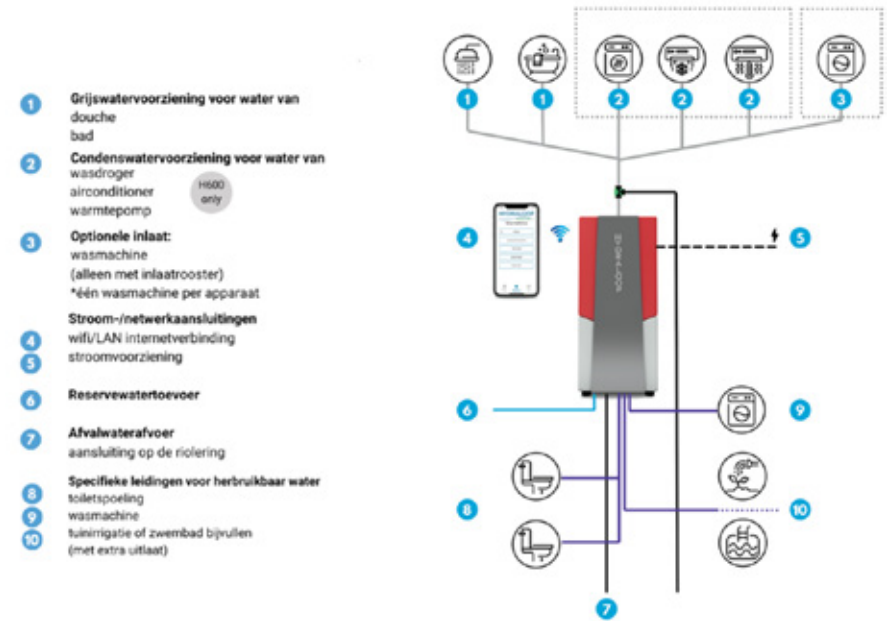 1
Grijswatervoorziening voor water van
douche
bad
2
Condenswatervoorziening voor water van
wasdroger
airconditioner
warmtepomp
H600
only
3
Optionele inlaat:
wasmachine
(alleen met inlaatrooster)
*één wasmachine per apparaat
Stroom-/netwerkaansluitingen
4
wifi/LAN internetverbinding
5
stroomvoorziening
6
Reservewatertoevoer
7
Afvalwaterafvoer
aansluiting op de riolering
Specifieke leidingen voor herbruikbaar water
8
toiletspoeling
9
wasmachine
10
tuinirrigatie of zwembad bijvullen
(met extra uitlaat)
1 1 2 2 2 3
4
5
6
9
8
10
7